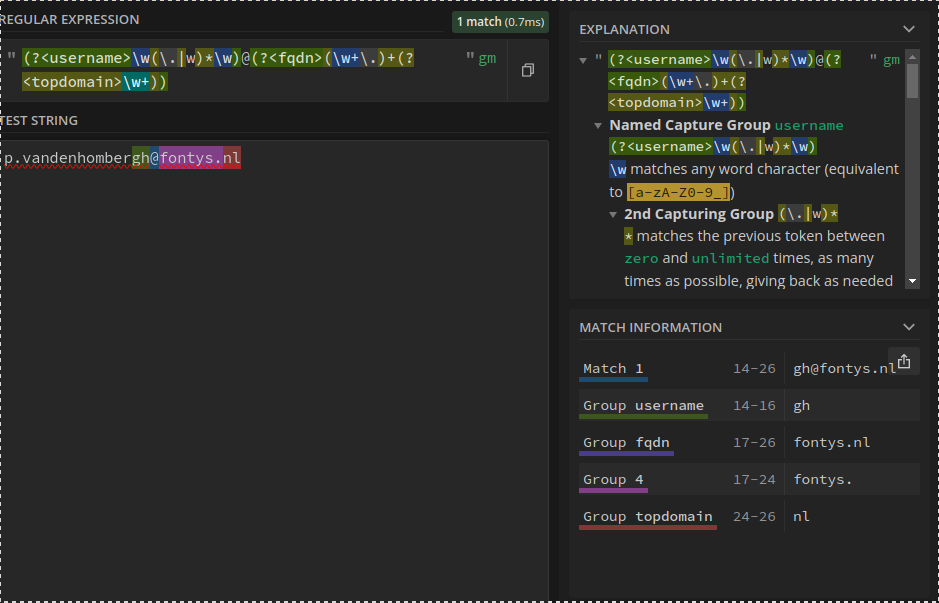 REGULAR EXPRESSION
1 match (0.7ms)
" (?<username>\w(\.|w)*\w)@(?<fqdn>(\w+\.)+(? " gm
<topdomain>\w+))
TEST STRING
p.vandenhombergh@fontys.nl
EXPLANATION
" (?<username>\w(\.|w)*\w)@(? " gm
<fqdn>(\w+\.)+(?
<topdomain>\w+))
Named Capture Group username
(?<username>\w(\.|w)*\w)
\w matches any word character (equivalent
to [a-zA-Z0-9_])
2nd Capturing Group (\.|w)*
* matches the previous token between
zero and unlimited times, as many
times as possible, giving back as needed
MATCH INFORMATION
Match 1 14-26 gh@fontys.nl
Group username 14-16 gh
Group fqdn 17-26 fontys.nl
Group 4 17-24 fontys.
Group topdomain 24-26 nl